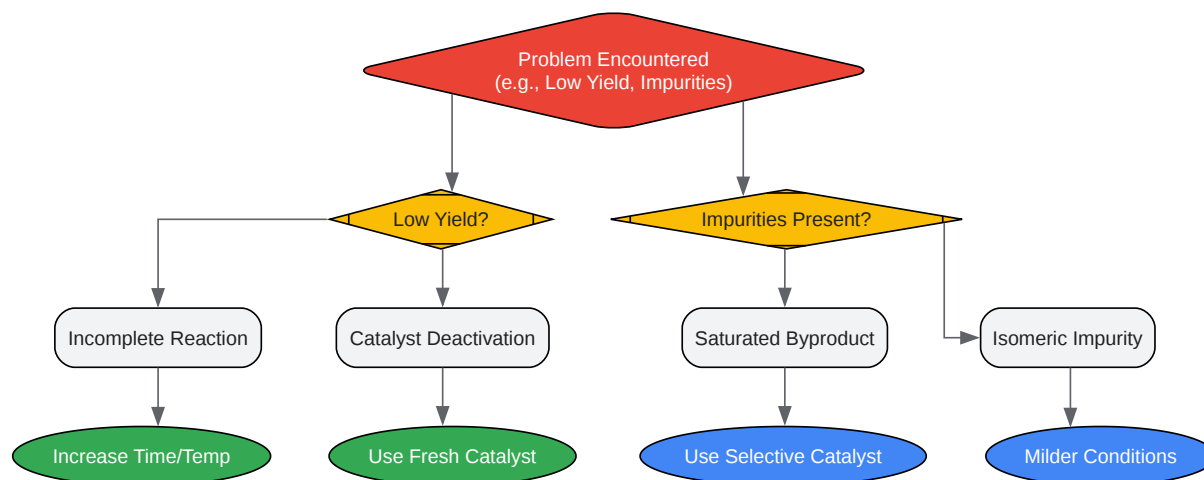 Problem Encountered
(e.g., Low Yield, Impurities)
Low Yield?
Impurities Present?
Incomplete Reaction
Catalyst Deactivation
Saturated Byproduct
Isomeric Impurity
Increase Time/Temp
Use Fresh Catalyst
Use Selective Catalyst
Milder Conditions